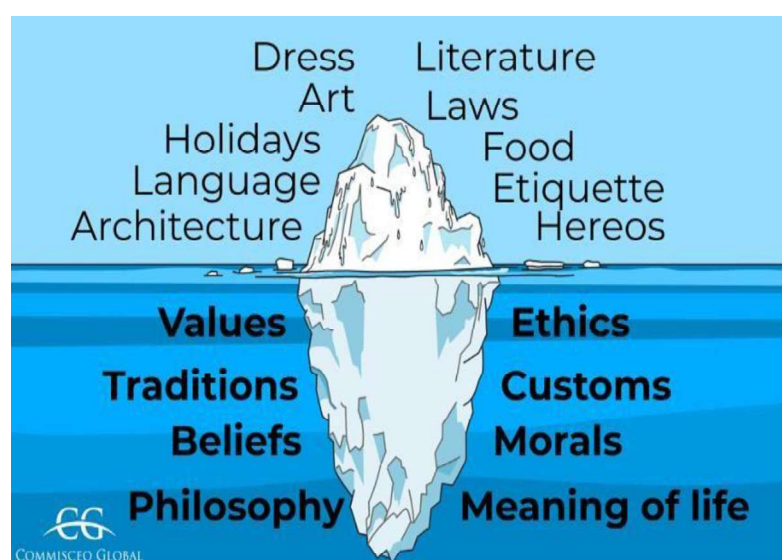 Dress Literature
Art Laws
Holidays Food
Language Etiquette
Architecture Hereos
Values Ethics
Traditions Customs
Beliefs Morals
Philosophy Meaning of life
CG
COMMISCEO GLOBAL